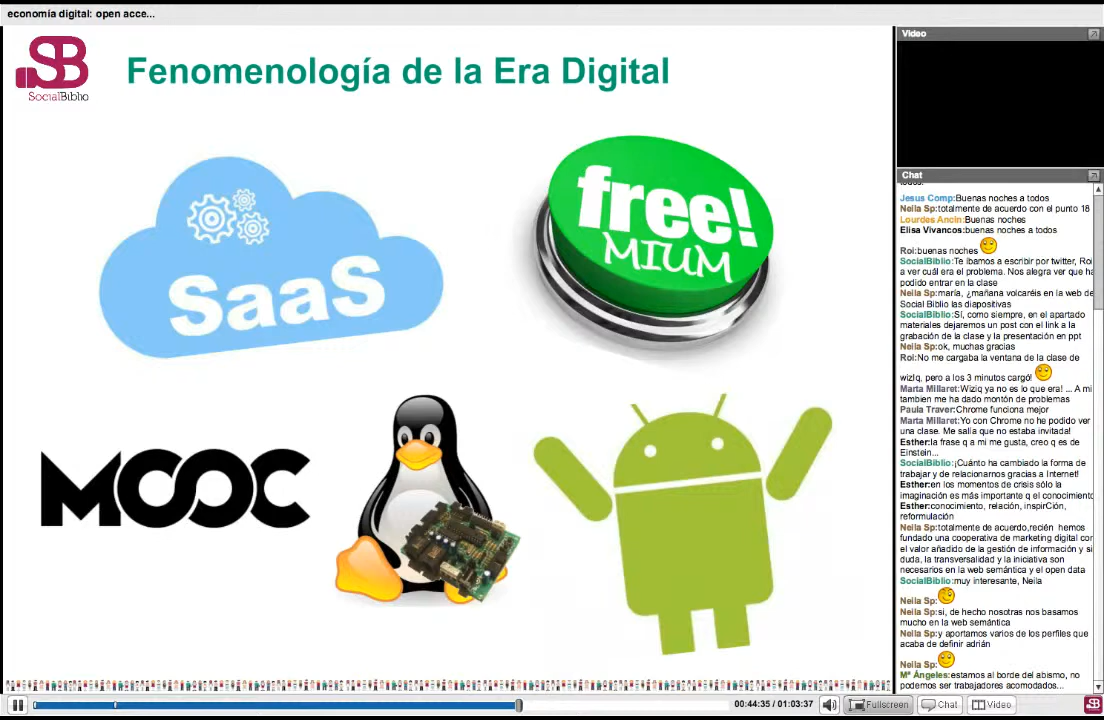 economía digital: open acce...
SB
SocialBiblio
Fenomenología de la Era Digital
SaaS
free!
MIUM
MOOC
Video
Chat
todos.
Jesus Comp:Buenas noches a todos
Neila Sp:totalmente de acuerdo con el punto 18
Lourdes Ancin:Buenas noches
Elisa Vivancos:buenas noches a todos
Roi:buenas noches
SocialBiblio:Te íbamos a escribir por twitter, Roi
a ver cuál era el problema. Nos alegra ver que ha
podido entrar en la clase
Neila Sp:maría, ¿mañana volcaréis en la web de
Social Biblio las diapositivas
SocialBiblio:Sí, como siempre, en el apartado
materiales dejaremos un post con el link a la
grabación de la clase y la presentación en ppt
Neila Sp:ok, muchas gracias
Roi:No me cargaba la ventana de la clase de
wizIq, pero a los 3 minutos cargó!
Marta Millaret:Wiziq ya no es lo que era! ... A mi
tambien me ha dado montón de problemas
Paula Traver:Chrome funciona mejor
Marta Millaret:Yo con Chrome no he podido ver
una clase. Me salía que no estaba invitada!
Esther:la frase q a mi me gusta, creo q es de
Einstein...
SocialBiblio:¡Cuánto ha cambiado la forma de
trabajar y de relacionarnos gracias a Internet!
Esther:en los momentos de crisis sólo la
imaginación es más importante q el conocimiento
Esther:conocimiento, relación, inspirCión,
reformulación
Neila Sp:totalmente de acuerdo,recién hemos
fundado una cooperativa de marketing digital con
el valor añadido de la gestión de información y si
duda, la transversalidad y la iniciativa son
necesarios en la web semántica y el open data
SocialBiblio:muy interesante, Neila
Neila Sp:
Neila Sp:si, de hecho nosotras nos basamos
mucho en la web semántica
Neila Sp:y aportamos varios de los perfiles que
acaba de definir adrián
Neila Sp:
Mª Ángeles:estamos al borde del abismo, no
podemos ser trabajadores acomodados...
00:44:35 / 01:03:37
Fullscreen
Chat
Video
SB